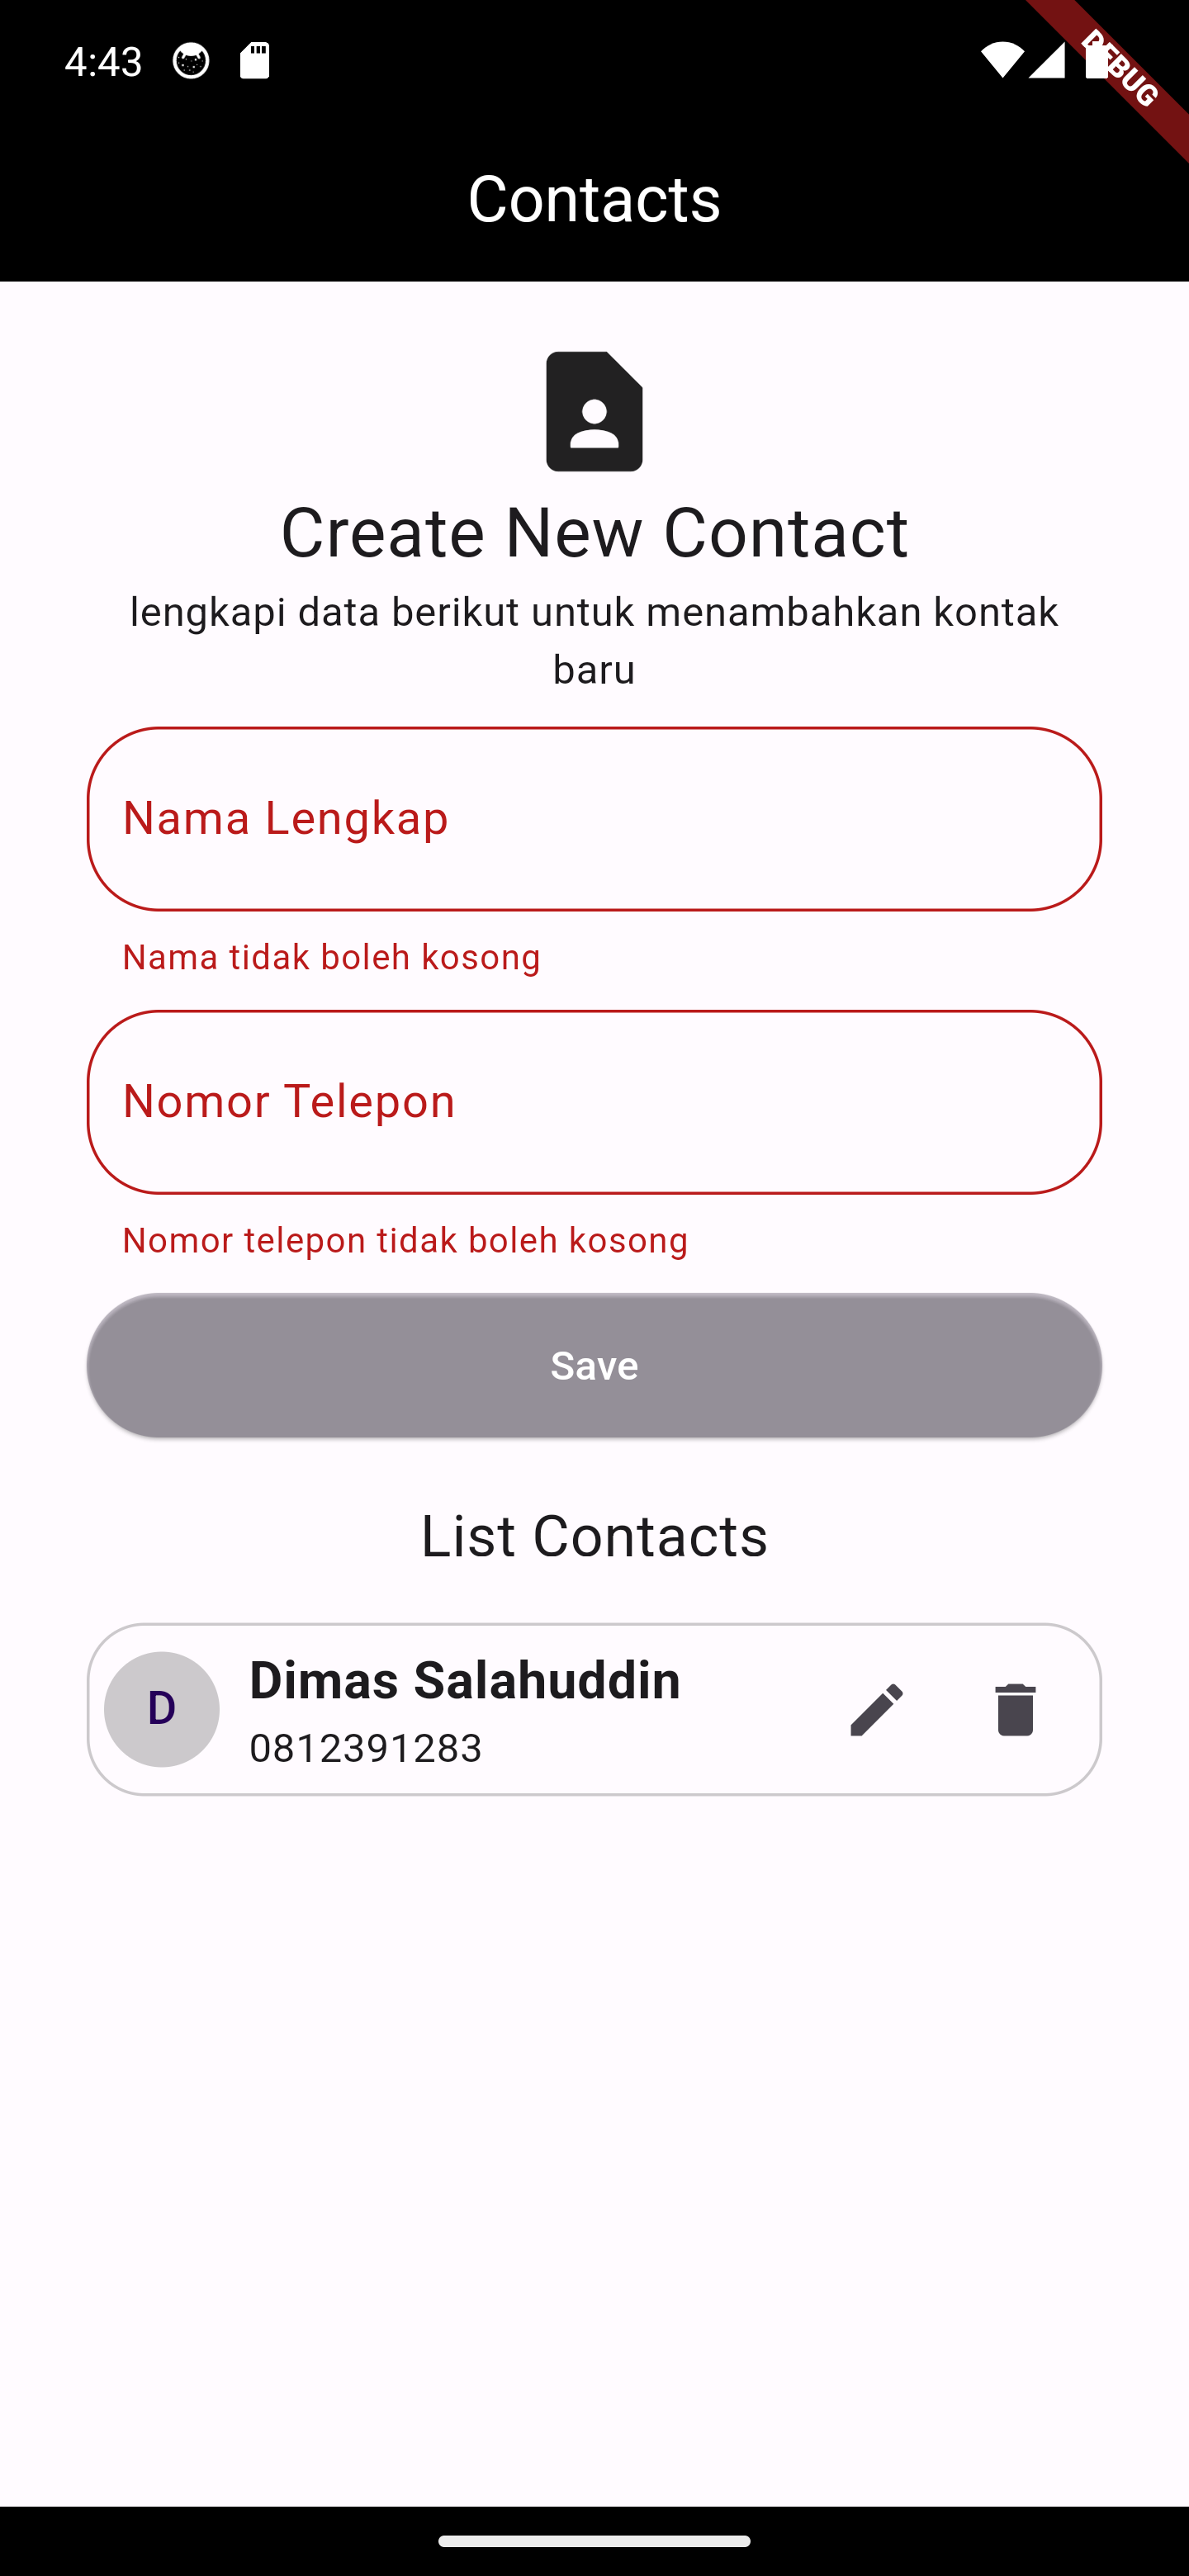 4:43
DEBUG
Contacts
Create New Contact
lengkapi data berikut untuk menambahkan kontak
baru
Nama Lengkap
Nama tidak boleh kosong
Nomor Telepon
Nomor telepon tidak boleh kosong
Save
List Contacts
D
Dimas Salahuddin
0812391283